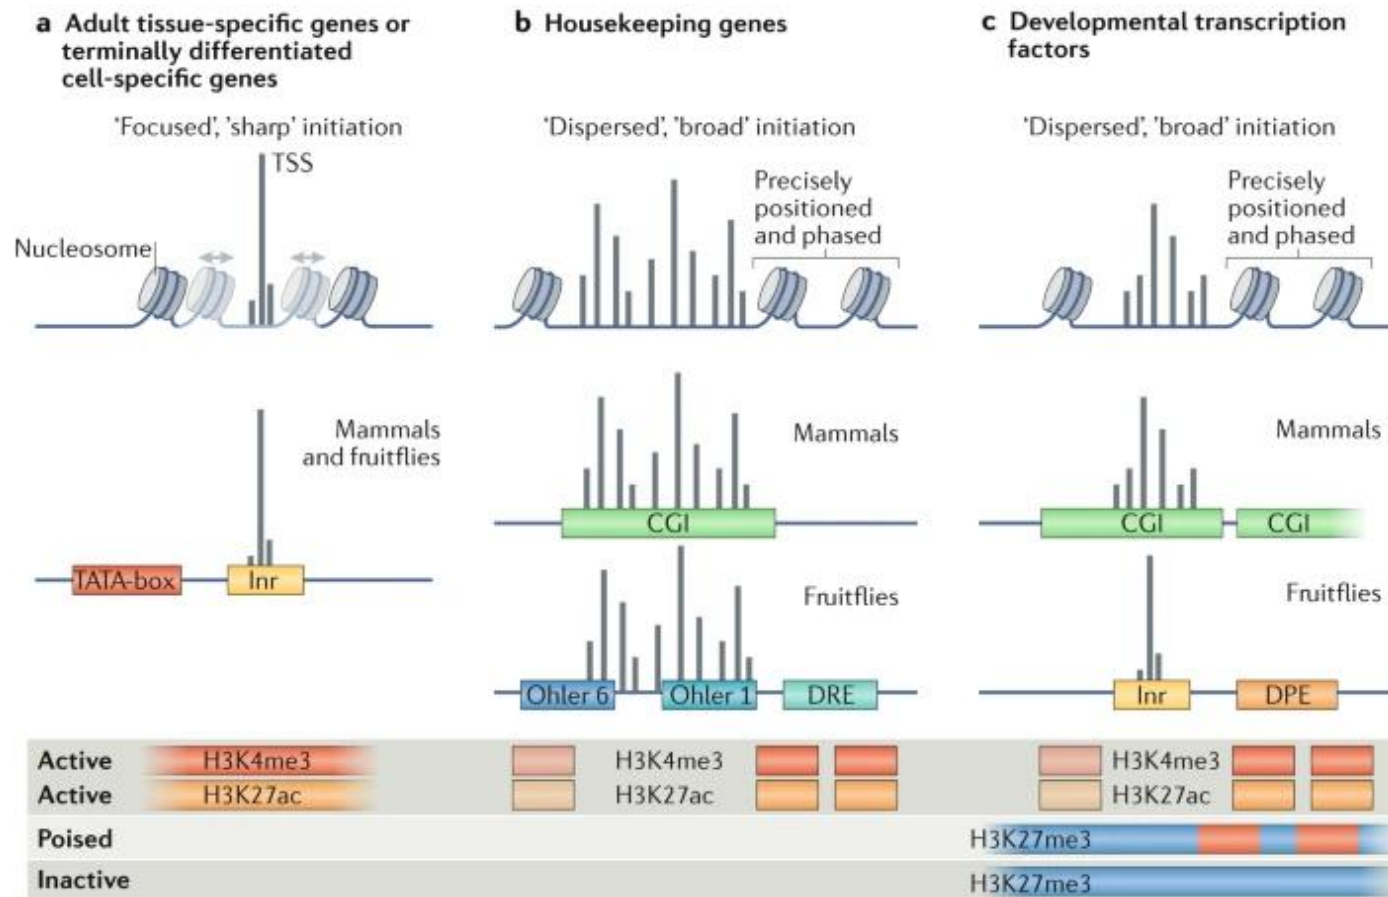 a Adult tissue-specific genes or
terminally differentiated
cell-specific genes
'Focused', 'sharp' initiation
TSS
Nucleosome
Mammals
and fruitflies
TATA-box
Inr
b Housekeeping genes
'Dispersed', 'broad' initiation
Precisely
positioned
and phased
Mammals
CGI
Fruitflies
Ohler 6
Ohler 1
DRE
c Developmental transcription
factors
'Dispersed', 'broad' initiation
Precisely
positioned
and phased
Mammals
CGI
CGI
Fruitflies
Inr
DPE
Active
H3K4me3
H3K4me3
H3K4me3
Active
H3K27ac
H3K27ac
H3K27ac
Poised
H3K27me3
Inactive
H3K27me3